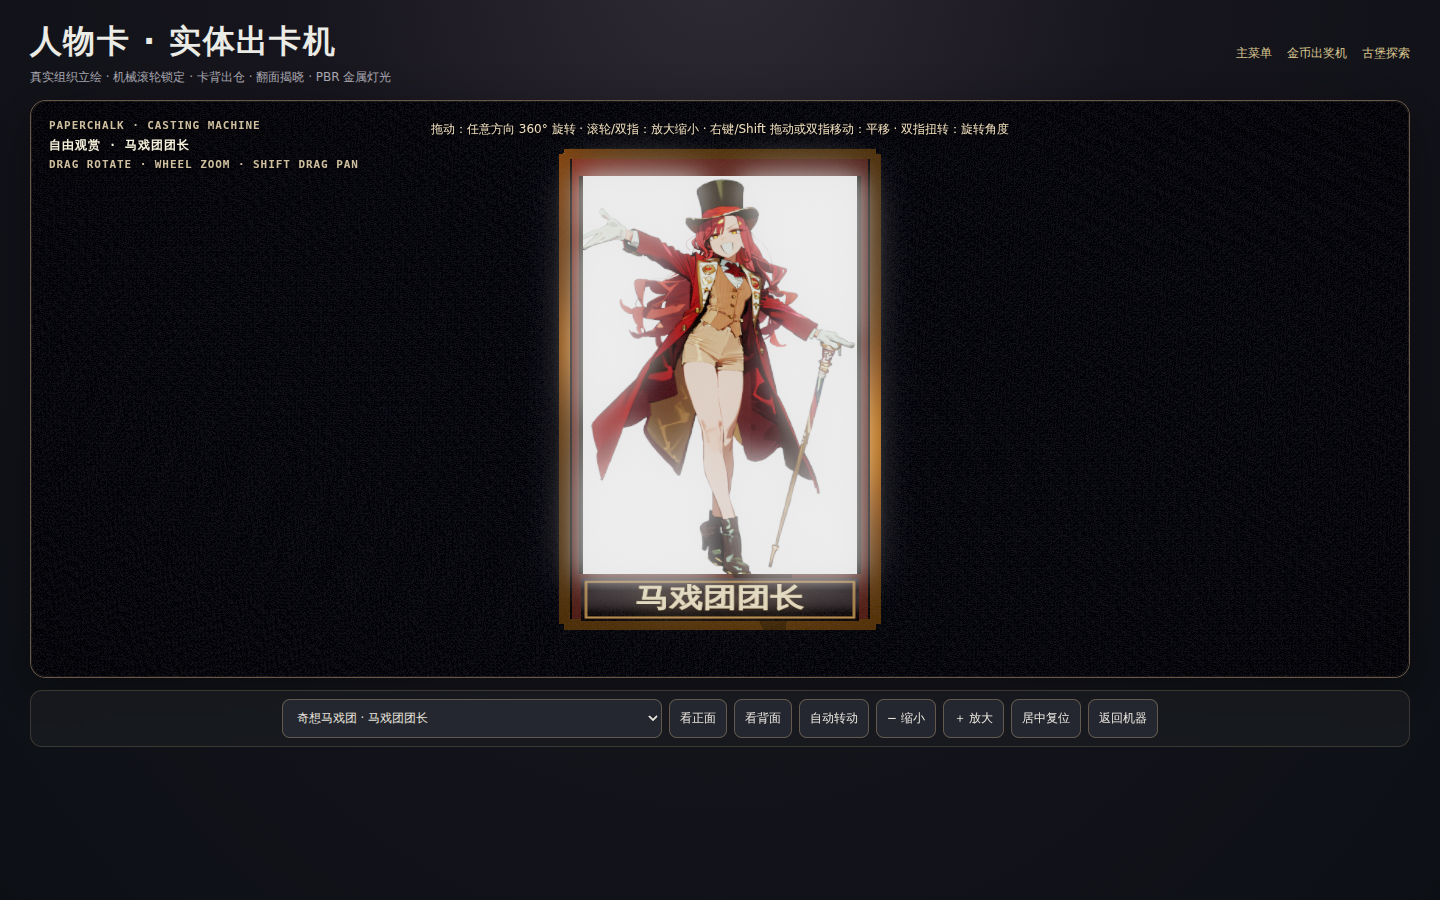 人物卡 · 实体出卡机
真实组织立绘 · 机械滚轮锁定 · 卡背出仓 · 翻面揭晓 · PBR 金属灯光
主菜单 金币出奖机 古堡探索
PAPERCHALK · CASTING MACHINE
自由观赏 · 马戏团团长
DRAG ROTATE · WHEEL ZOOM · SHIFT DRAG PAN
拖动：任意方向 360° 旋转 · 滚轮/双指：放大缩小 · 右键/Shift 拖动或双指移动：平移 · 双指扭转：旋转角度
马戏团团长
奇想马戏团 · 马戏团团长
看正面 看背面 自动转动 − 缩小 + 放大 居中复位 返回机器